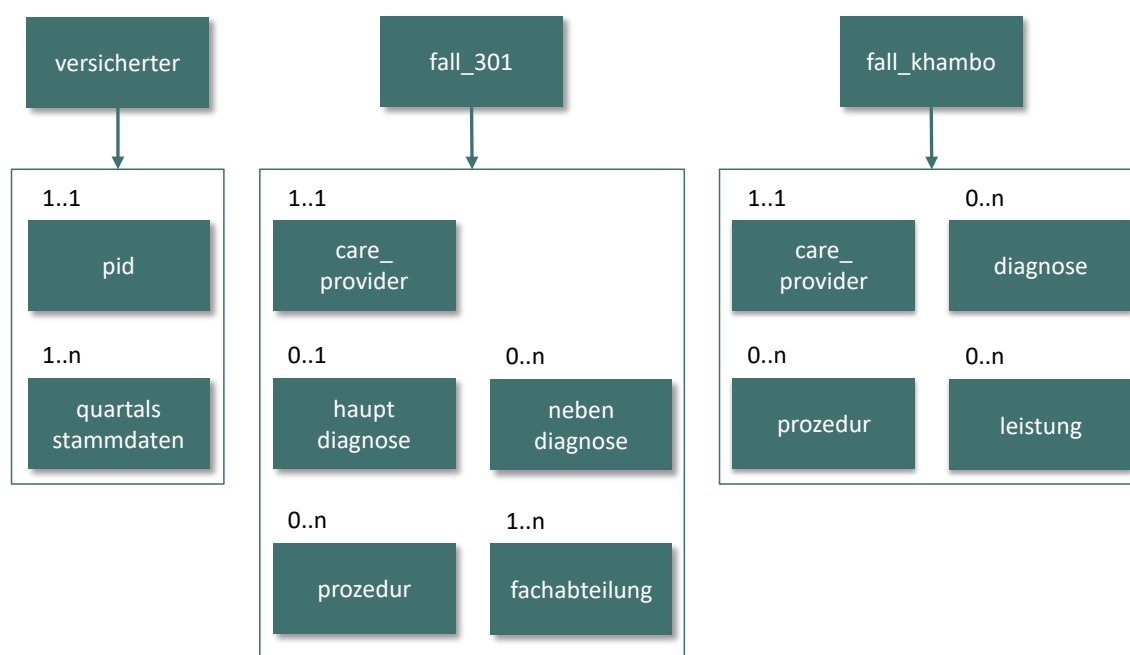 versicherter
fall_301
fall_khambo
1..1
pid
1..n
quartals
stammdaten
1..1
care_
provider
0..1
haupt
diagnose
0..n
neben
diagnose
0..n
prozedur
1..n
fachabteilung
1..1
care_
provider
0..n
diagnose
0..n
prozedur
0..n
leistung